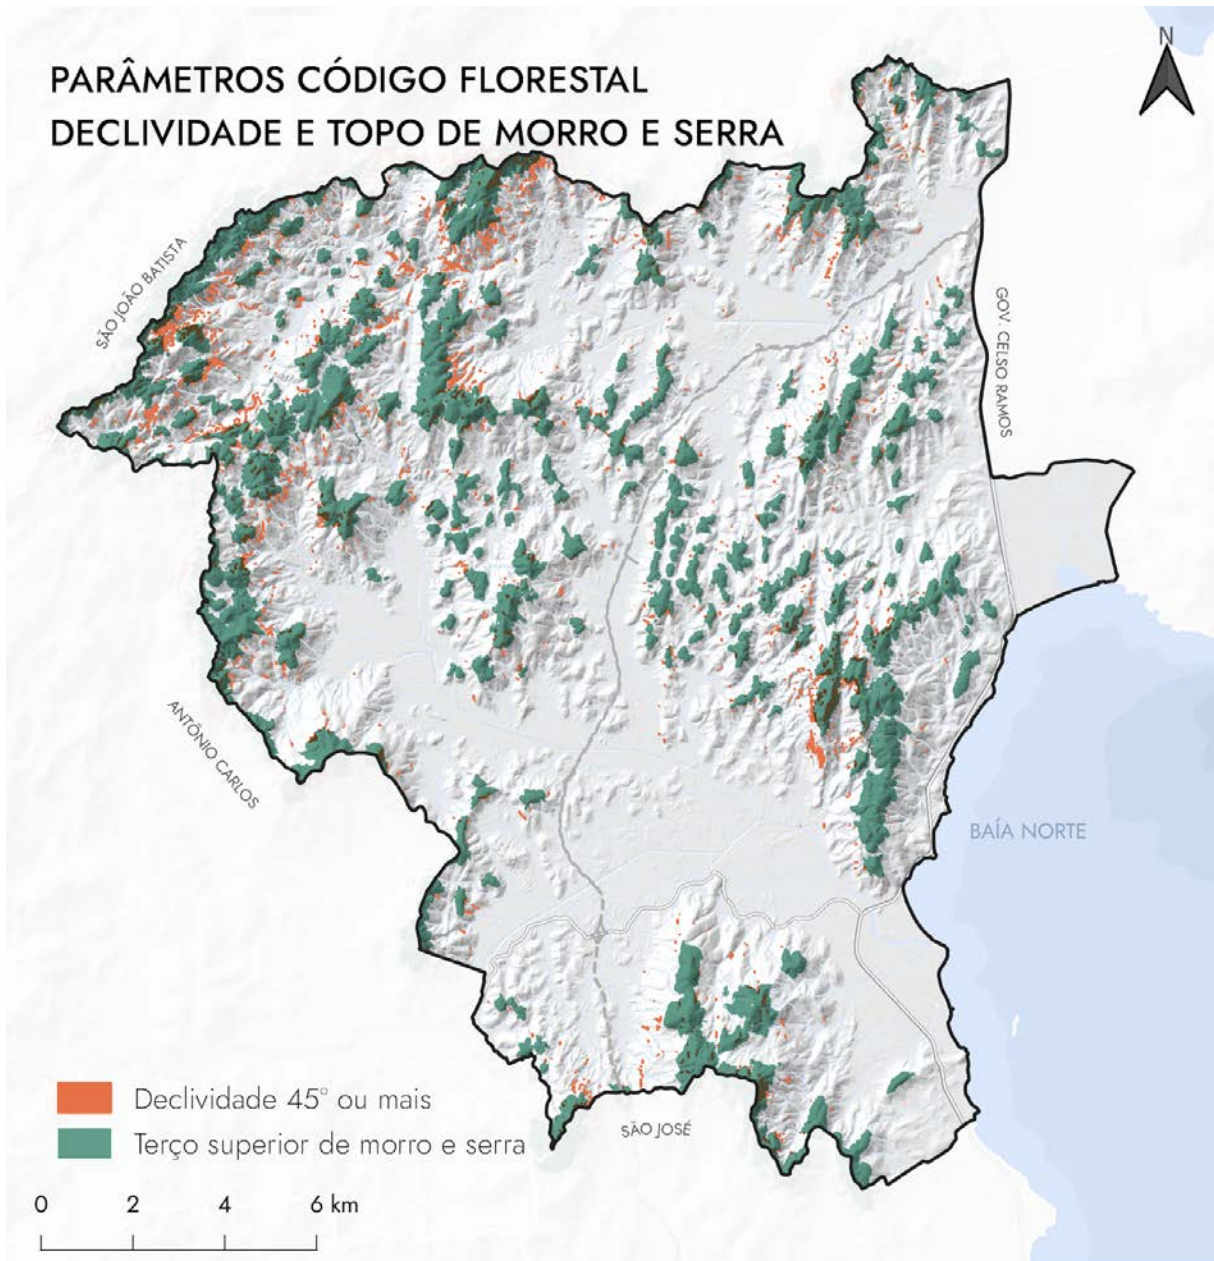 N
PARÂMETROS CÓDIGO FLORESTAL
DECLIVIDADE E TOPO DE MORRO E SERRA
SÃO JOÃO BATISTA
GOV. CELSO RAMOS
ANTÔNIO CARLOS
BAÍA NORTE
SÃO JOSÉ
Declividade 45° ou mais
Terço superior de morro e serra
0 2 4 6 km